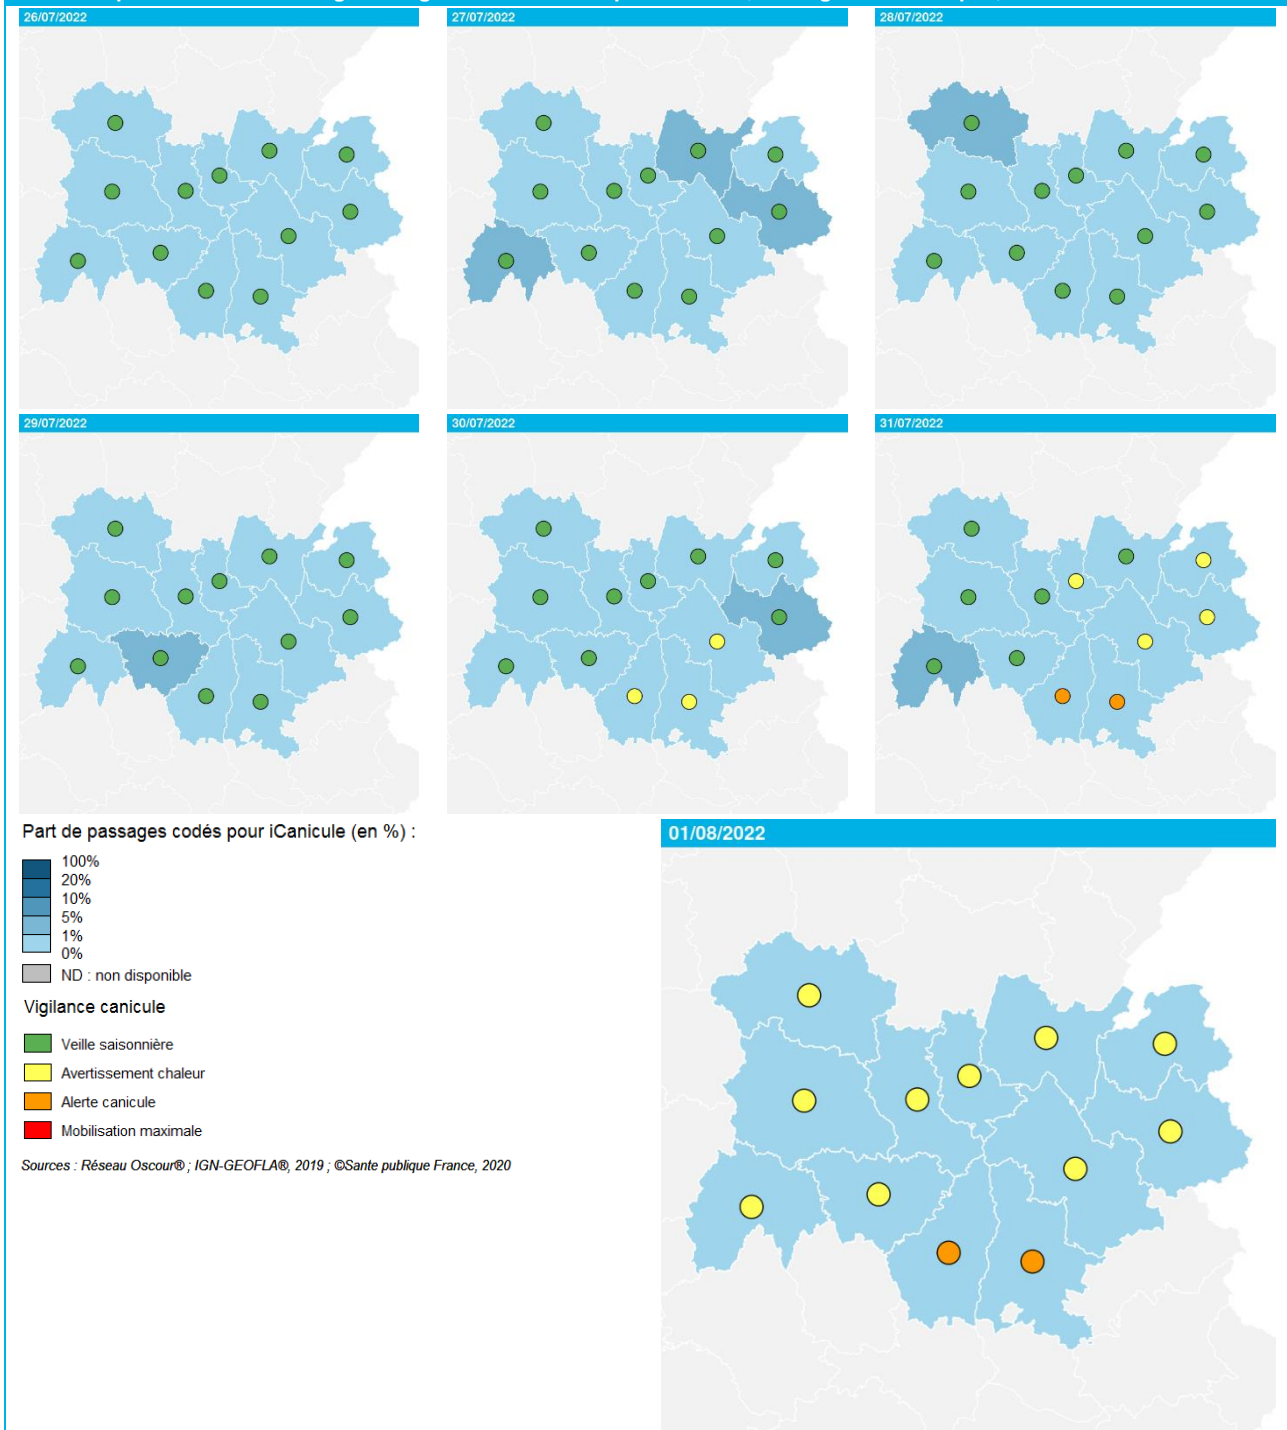 26/07/2022
27/07/2022
28/07/2022
29/07/2022
30/07/2022
31/07/2022
Part de passages codés pour iCanicule (en %) :
100%
20%
10%
5%
1%
0%
ND : non disponible
Vigilance canicule
Veille saisonnière
Avertissement chaleur
Alerte canicule
Mobilisation maximale
Sources : Réseau Oscour® ; IGN-GEOFLA®, 2019 ; ©Sante publique France, 2020
01/08/2022